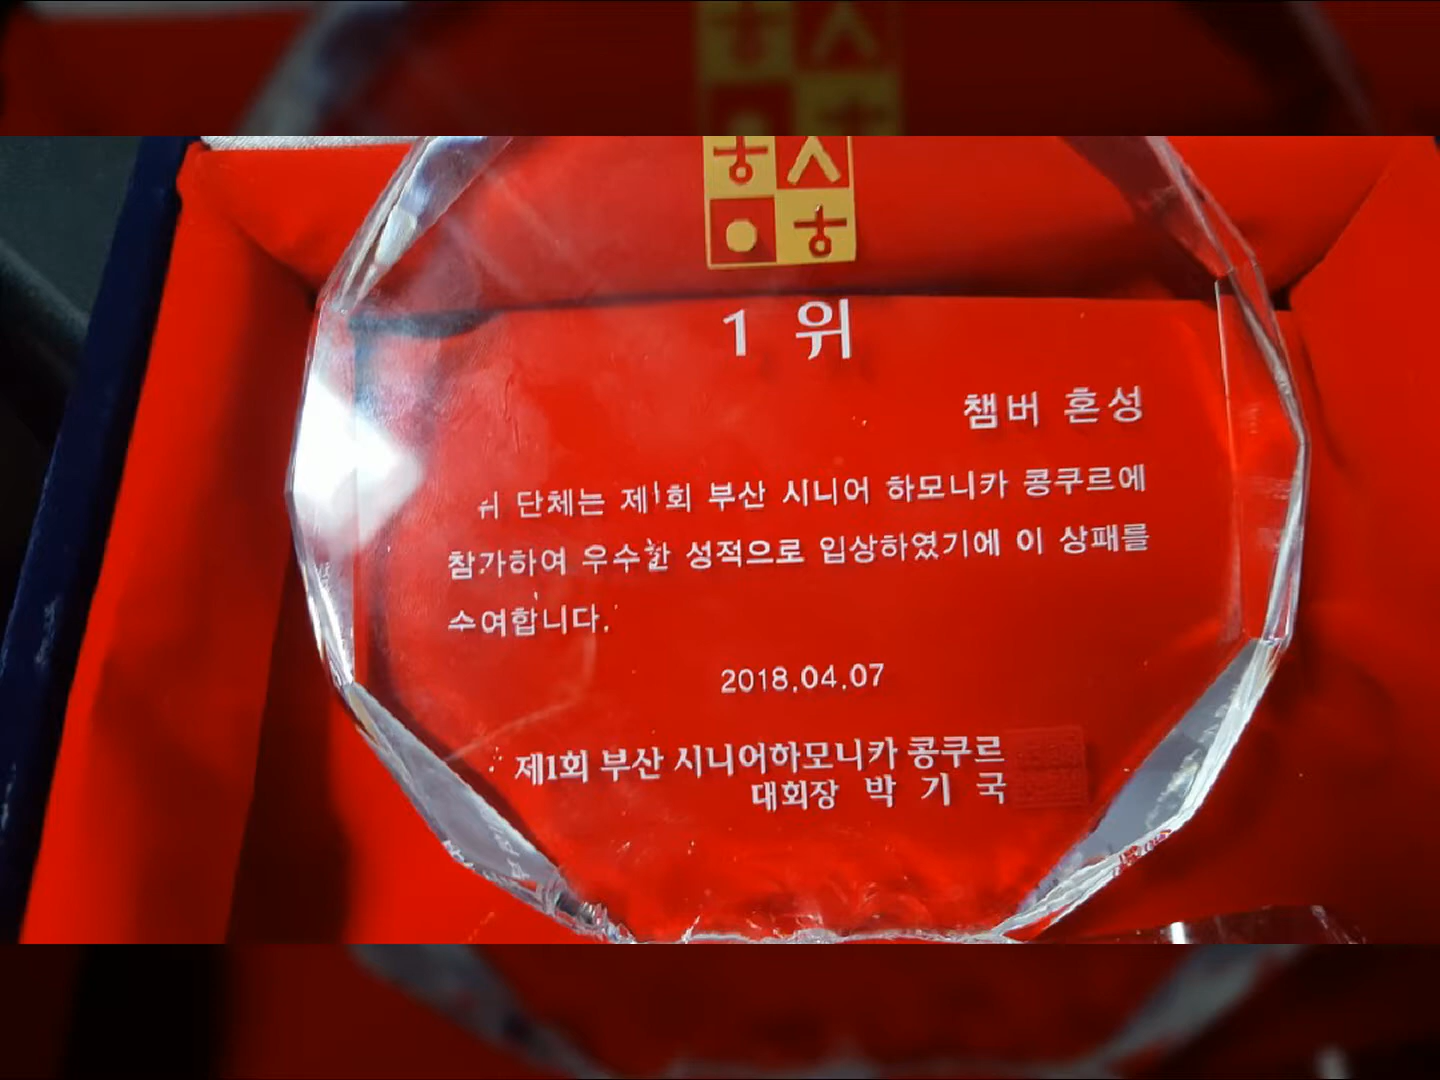 1 위
챔버 혼성
위 단체는 제1회 부산 시니어 하모니카 콩쿠르에
참가하여 우수한 성적으로 입상하였기에 이 상패를
수여합니다.
2018.04.07
제1회 부산 시니어하모니카 콩쿠르
대회장 박 기 국